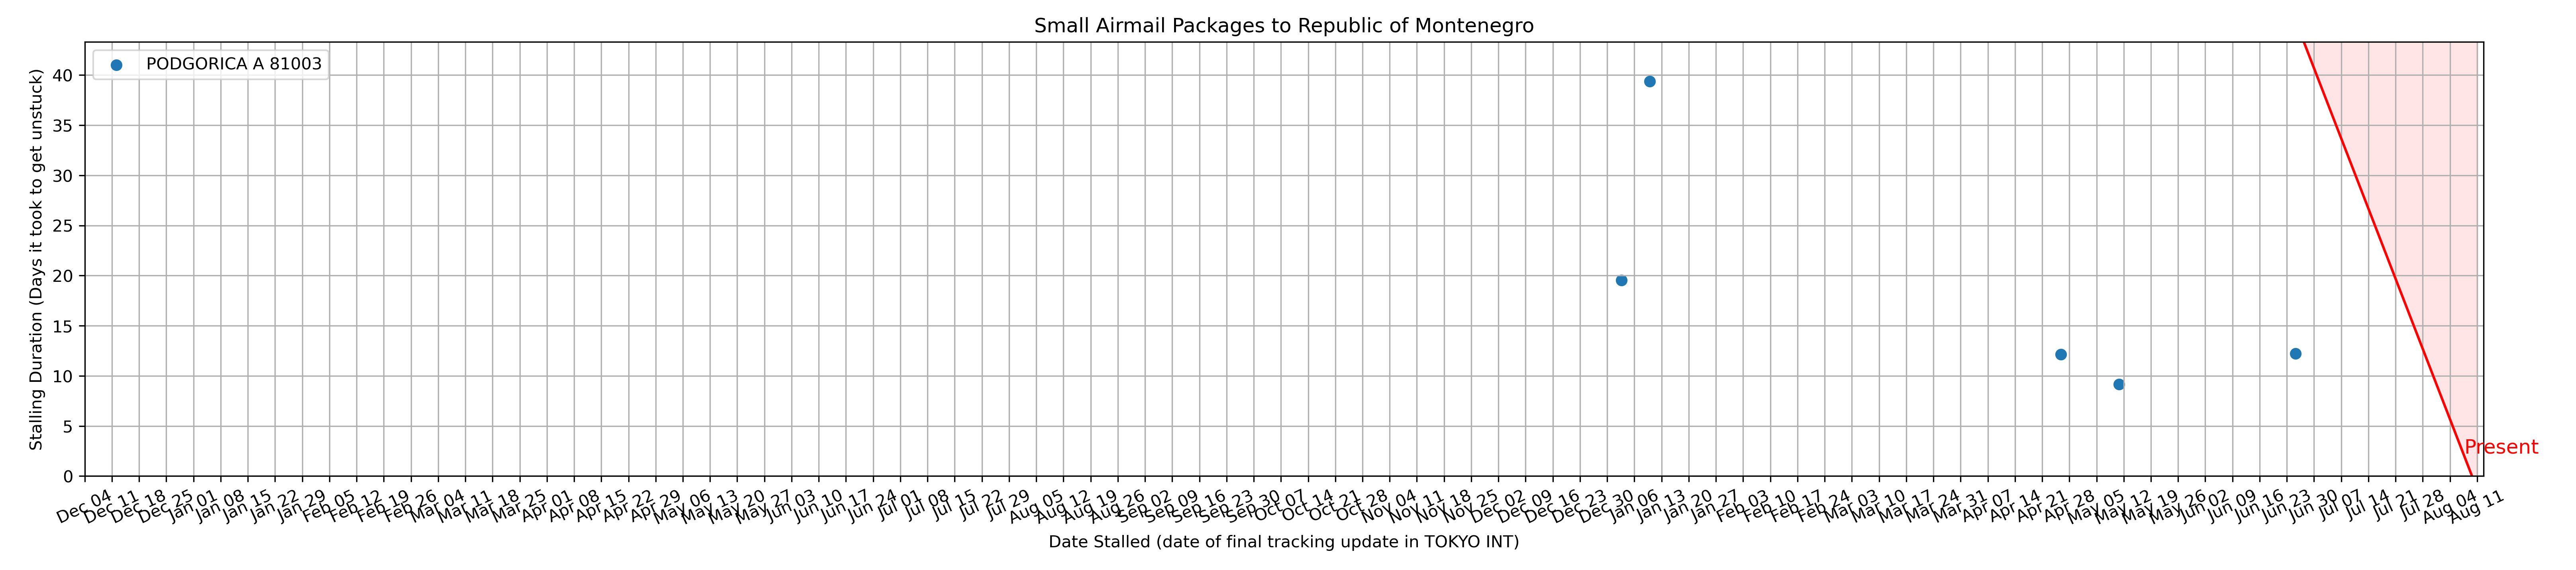 Small Airmail Packages to Republic of Montenegro
PODGORICA A 81003
Stalling Duration (Days it took to get unstuck)
40
35
30
25
20
15
10
5
0
Present
Dec 04 Dec 11 Dec 18 Dec 25 Jan 01 Jan 08 Jan 15 Jan 22 Jan 29 Feb 05 Feb 12 Feb 19 Feb 26 Mar 04 Mar 11 Mar 18 Mar 25 Apr 01 Apr 08 Apr 15 Apr 22 Apr 29 May 06 May 13 May 20 May 27 Jun 03 Jun 10 Jun 17 Jun 24 Jul 01 Jul 08 Jul 15 Jul 22 Jul 29 Aug 05 Aug 12 Aug 19 Aug 26 Sep 02 Sep 09 Sep 16 Sep 23 Sep 30 Oct 07 Oct 14 Oct 21 Oct 28 Nov 04 Nov 11 Nov 18 Nov 25 Dec 02 Dec 09 Dec 16 Dec 23 Dec 30 Jan 06 Jan 13 Jan 20 Jan 27 Feb 03 Feb 10 Feb 17 Feb 24 Mar 03 Mar 10 Mar 17 Mar 24 Mar 31 Apr 07 Apr 14 Apr 21 Apr 28 May 05 May 12 May 19 May 26 Jun 02 Jun 09 Jun 16 Jun 23 Jun 30 Jul 07 Jul 14 Jul 21 Jul 28 Aug 04 Aug 11
Date Stalled (date of final tracking update in TOKYO INT)